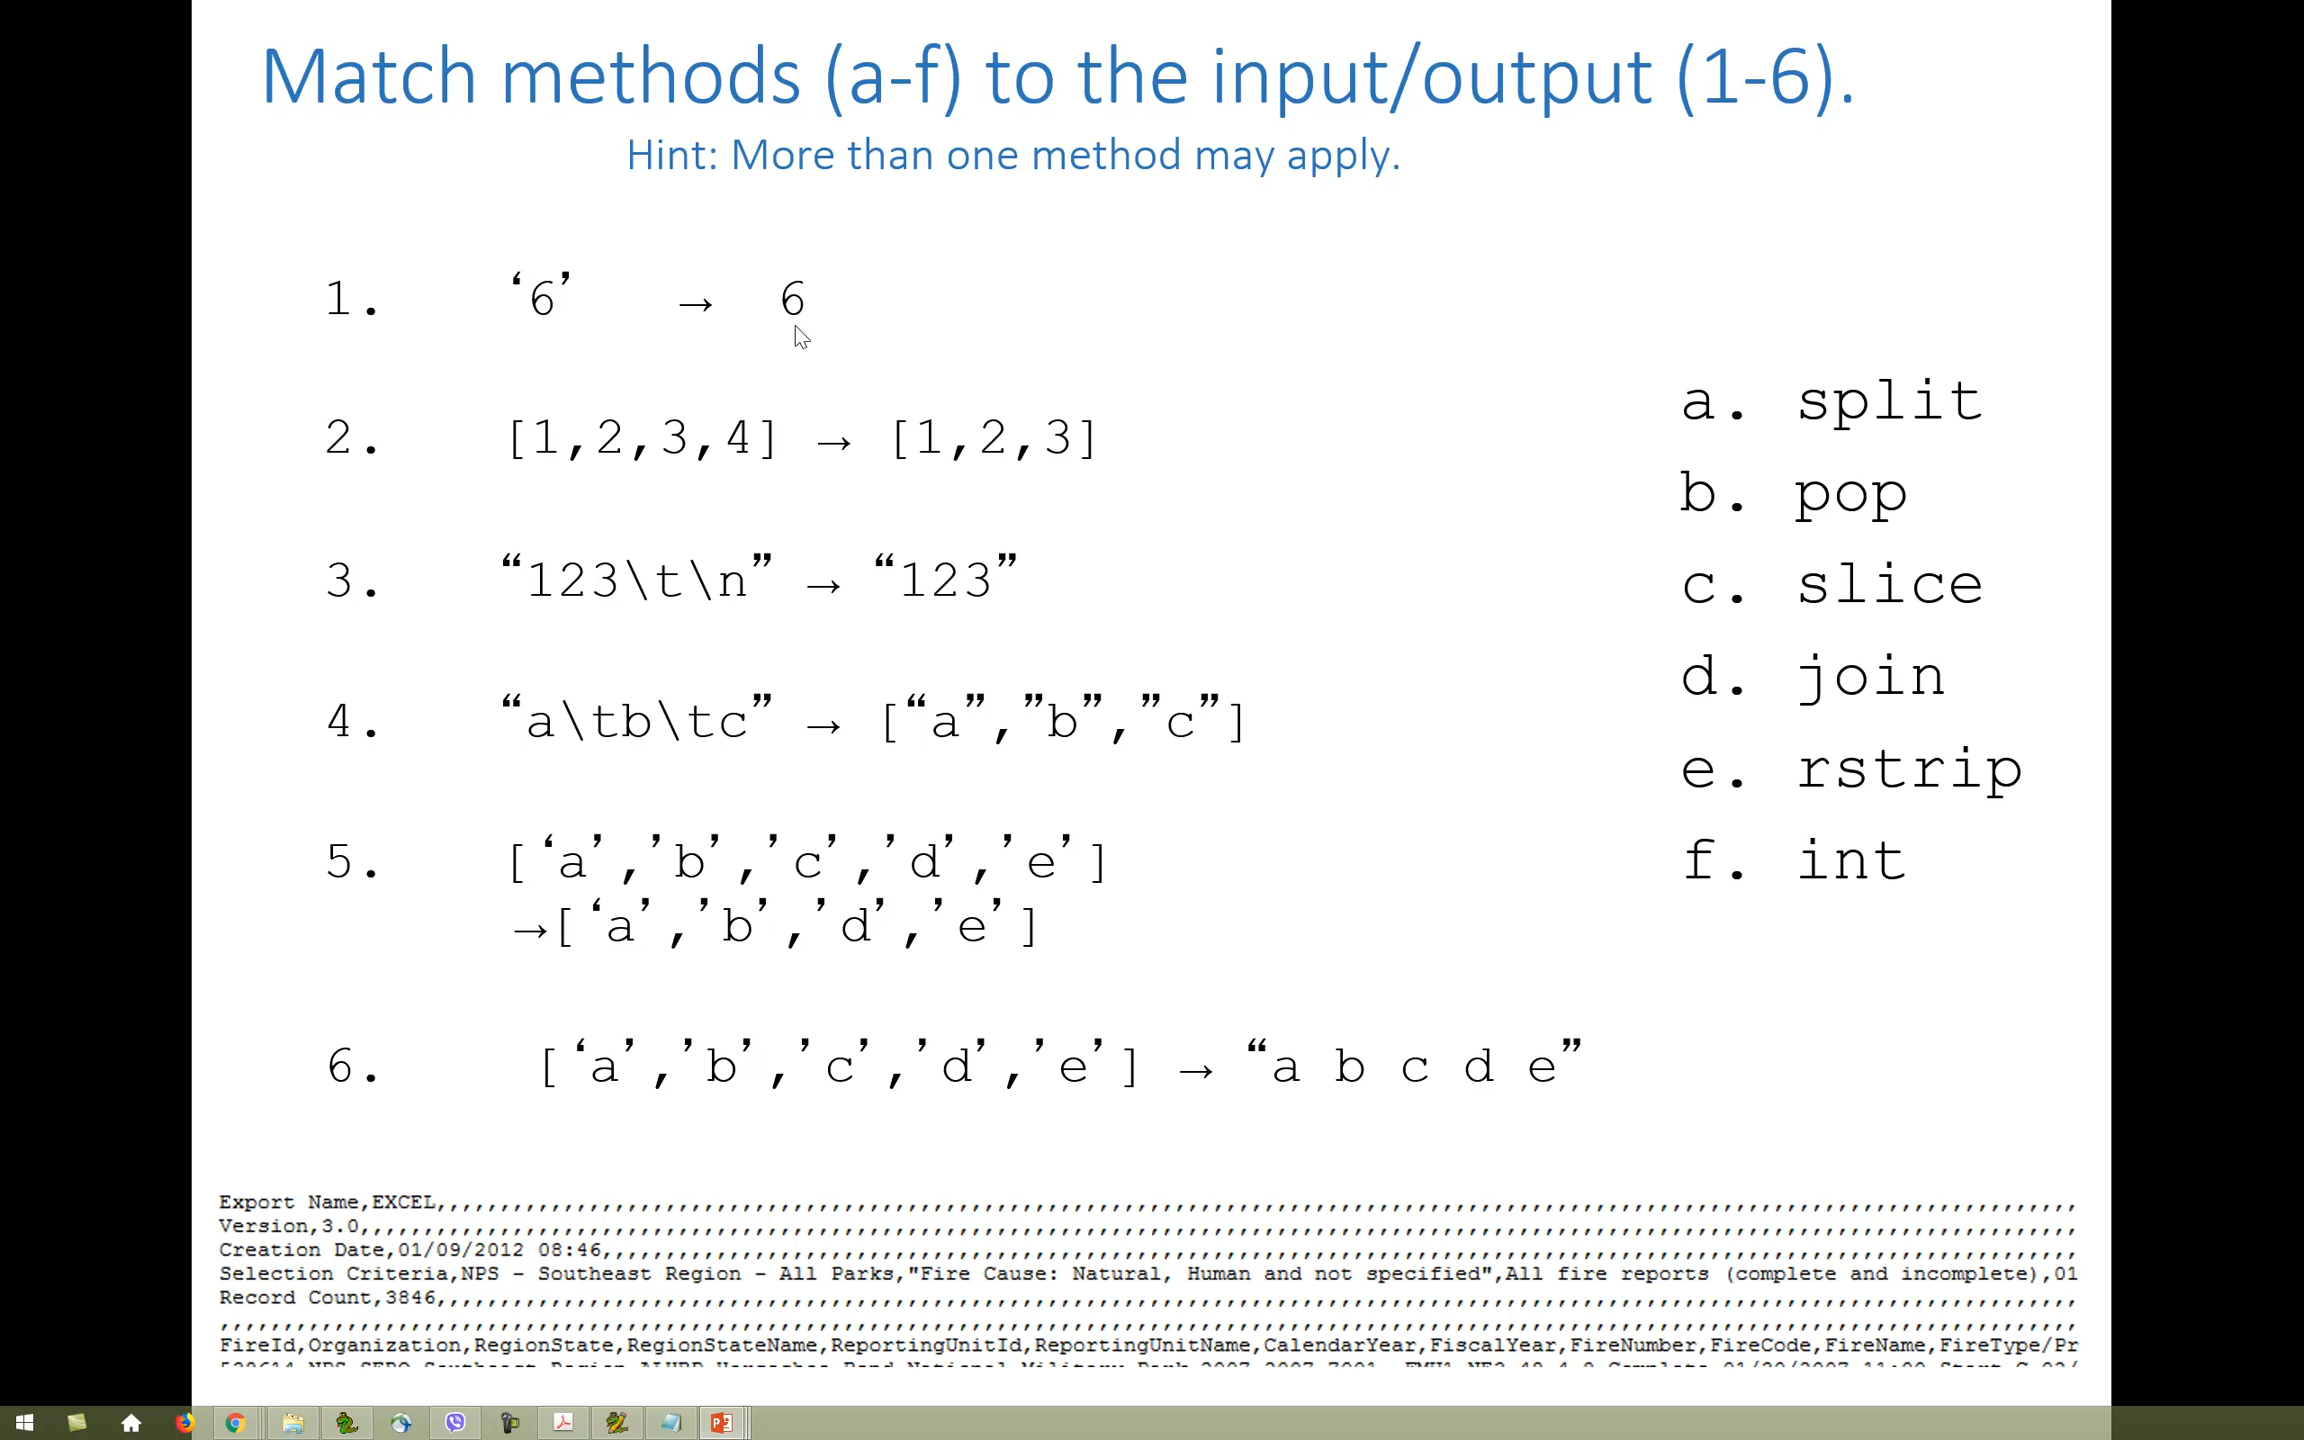 Match methods (a-f) to the input/output (1-6).
Hint: More than one method may apply.
1. ‘6’ → 6
2. [1,2,3,4] → [1,2,3]
3. “123\t\n” → “123”
4. “a\tb\tc” → [“a”,”b”,”c”]
5. [‘a’,’b’,’c’,’d’,’e’]
→[‘a’,’b’,’d’,’e’]
6. [‘a’,’b’,’c’,’d’,’e’] → “a b c d e”
a. split
b. pop
c. slice
d. join
e. rstrip
f. int
Export Name,EXCEL,,,,,,,,,,,,,,,,,,,,,,,,,,,,,,,,,,,,,,,,,,,,,,,,,,,,,,,,,,,,,,,,,,,,,,,,,,,,,,,,,,,,,,,,,,,,,,,,,,,,,,,,,,,,,,,,,,,,,,,,,,,,,,,,,
Version,3.0,,,,,,,,,,,,,,,,,,,,,,,,,,,,,,,,,,,,,,,,,,,,,,,,,,,,,,,,,,,,,,,,,,,,,,,,,,,,,,,,,,,,,,,,,,,,,,,,,,,,,,,,,,,,,,,,,,,,,,,,,,,,,,,,,,,,,,,
Creation Date,01/09/2012 08:46,,,,,,,,,,,,,,,,,,,,,,,,,,,,,,,,,,,,,,,,,,,,,,,,,,,,,,,,,,,,,,,,,,,,,,,,,,,,,,,,,,,,,,,,,,,,,,,,,,,,,,,,,,,,,,,,,,,,
Selection Criteria,NPS - Southeast Region - All Parks,"Fire Cause: Natural, Human and not specified",All fire reports (complete and incomplete),01
Record Count,3846,,,,,,,,,,,,,,,,,,,,,,,,,,,,,,,,,,,,,,,,,,,,,,,,,,,,,,,,,,,,,,,,,,,,,,,,,,,,,,,,,,,,,,,,,,,,,,,,,,,,,,,,,,,,,,,,,,,,,,,,,,,,,,,,,
,,,,,,,,,,,,,,,,,,,,,,,,,,,,,,,,,,,,,,,,,,,,,,,,,,,,,,,,,,,,,,,,,,,,,,,,,,,,,,,,,,,,,,,,,,,,,,,,,,,,,,,,,,,,,,,,,,,,,,,,,,,,,,,,,,,,,,,,,,,,,,,,,,
FireId,Organization,RegionState,RegionStateName,ReportingUnitId,ReportingUnitName,CalendarYear,FiscalYear,FireNumber,FireCode,FireName,FireType/Pr